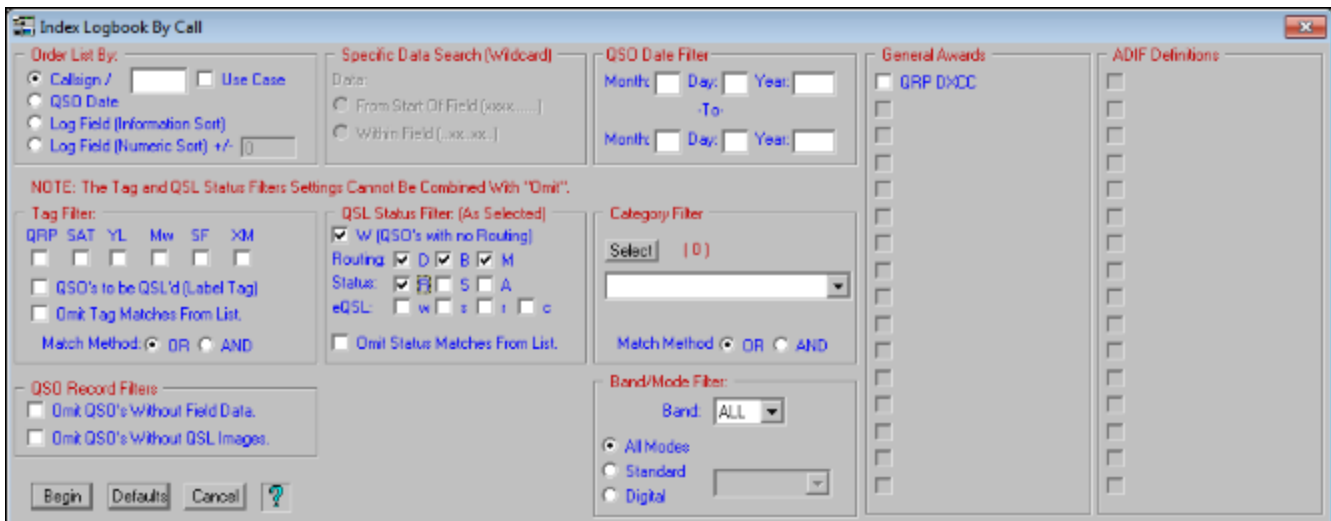 Index Logbook By Call
Order List By:
Callsign / Use Case
QSO Date
Log Field (Information Sort)
Log Field (Numeric Sort) +/- 0
Specific Data Search (Wildcard)
Data:
From Start Of Field (xxxx......)
Within Field (..xx..xx..)
QSO Date Filter
Month: Day: Year:
-To-
Month: Day: Year:
General Awards
QRP DXCC
ADIF Definitions
NOTE: The Tag and QSL Status Filters Settings Cannot Be Combined With "Omit".
Tag Filter:
QRP SAT YL Mw SF XM
QSO's to be QSL'd (Label Tag)
Omit Tag Matches From List.
Match Method: OR AND
QSL Status Filter: (As Selected)
W (QSO's with no Routing)
Routing: D B M
Status: R S A
eQSL: w s r c
Omit Status Matches From List.
Category Filter
Select ( 0 )
Match Method OR AND
QSO Record Filters
Omit QSO's Without Field Data.
Omit QSO's Without QSL Images.
Band/Mode Filter:
Band: ALL
All Modes
Standard
Digital
Begin Defaults Cancel ?